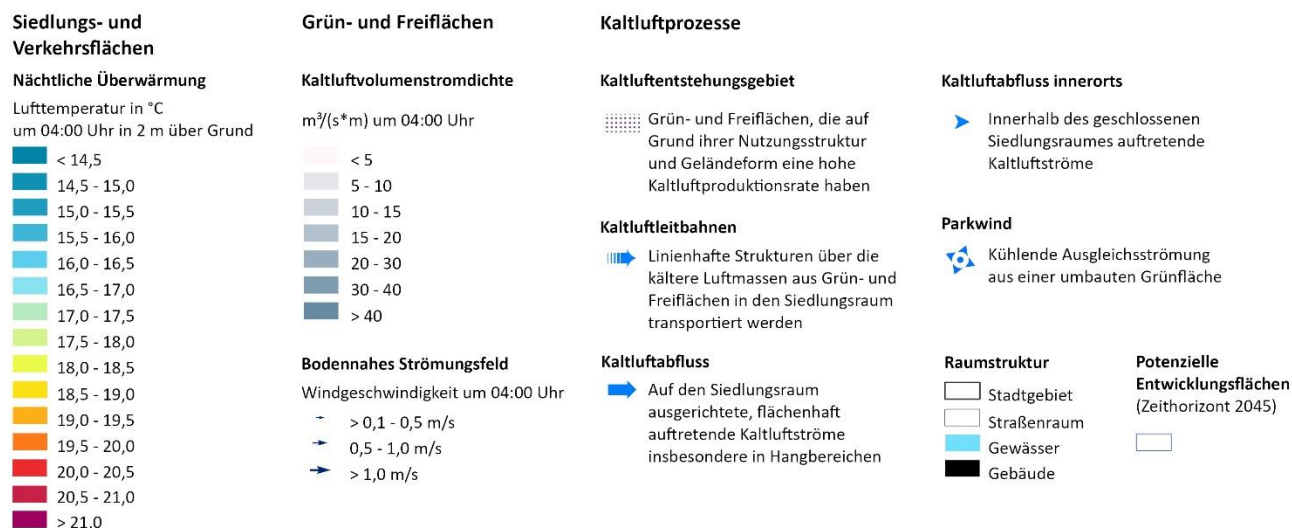 Siedlungs- und
Verkehrsflächen
Nächtliche Überwärmung
Lufttemperatur in °C
um 04:00 Uhr in 2 m über Grund
< 14,5
14,5 - 15,0
15,0 - 15,5
15,5 - 16,0
16,0 - 16,5
16,5 - 17,0
17,0 - 17,5
17,5 - 18,0
18,0 - 18,5
18,5 - 19,0
19,0 - 19,5
19,5 - 20,0
20,0 - 20,5
20,5 - 21,0
> 21,0
Grün- und Freiflächen
Kaltluftvolumenstromdichte
m³/(s*m) um 04:00 Uhr
< 5
5 - 10
10 - 15
15 - 20
20 - 30
30 - 40
> 40
Bodennahes Strömungsfeld
Windgeschwindigkeit um 04:00 Uhr
> 0,1 - 0,5 m/s
0,5 - 1,0 m/s
> 1,0 m/s
Kaltluftprozesse
Kaltluftentstehungsgebiet
Grün- und Freiflächen, die auf
Grund ihrer Nutzungsstruktur
und Geländeform eine hohe
Kaltluftproduktionsrate haben
Kaltluftleitbahnen
Linienhafte Strukturen über die
kältere Luftmassen aus Grün- und
Freiflächen in den Siedlungsraum
transportiert werden
Kaltluftabfluss
Auf den Siedlungsraum
ausgerichtete, flächenhaft
auftretende Kaltluftströme
insbesondere in Hangbereichen
Kaltluftabfluss innerorts
Innerhalb des geschlossenen
Siedlungsraumes auftretende
Kaltluftströme
Parkwind
Kühlende Ausgleichsströmung
aus einer umbauten Grünfläche
Raumstruktur
Stadtgebiet
Straßenraum
Gewässer
Gebäude
Potenzielle
Entwicklungsflächen
(Zeithorizont 2045)